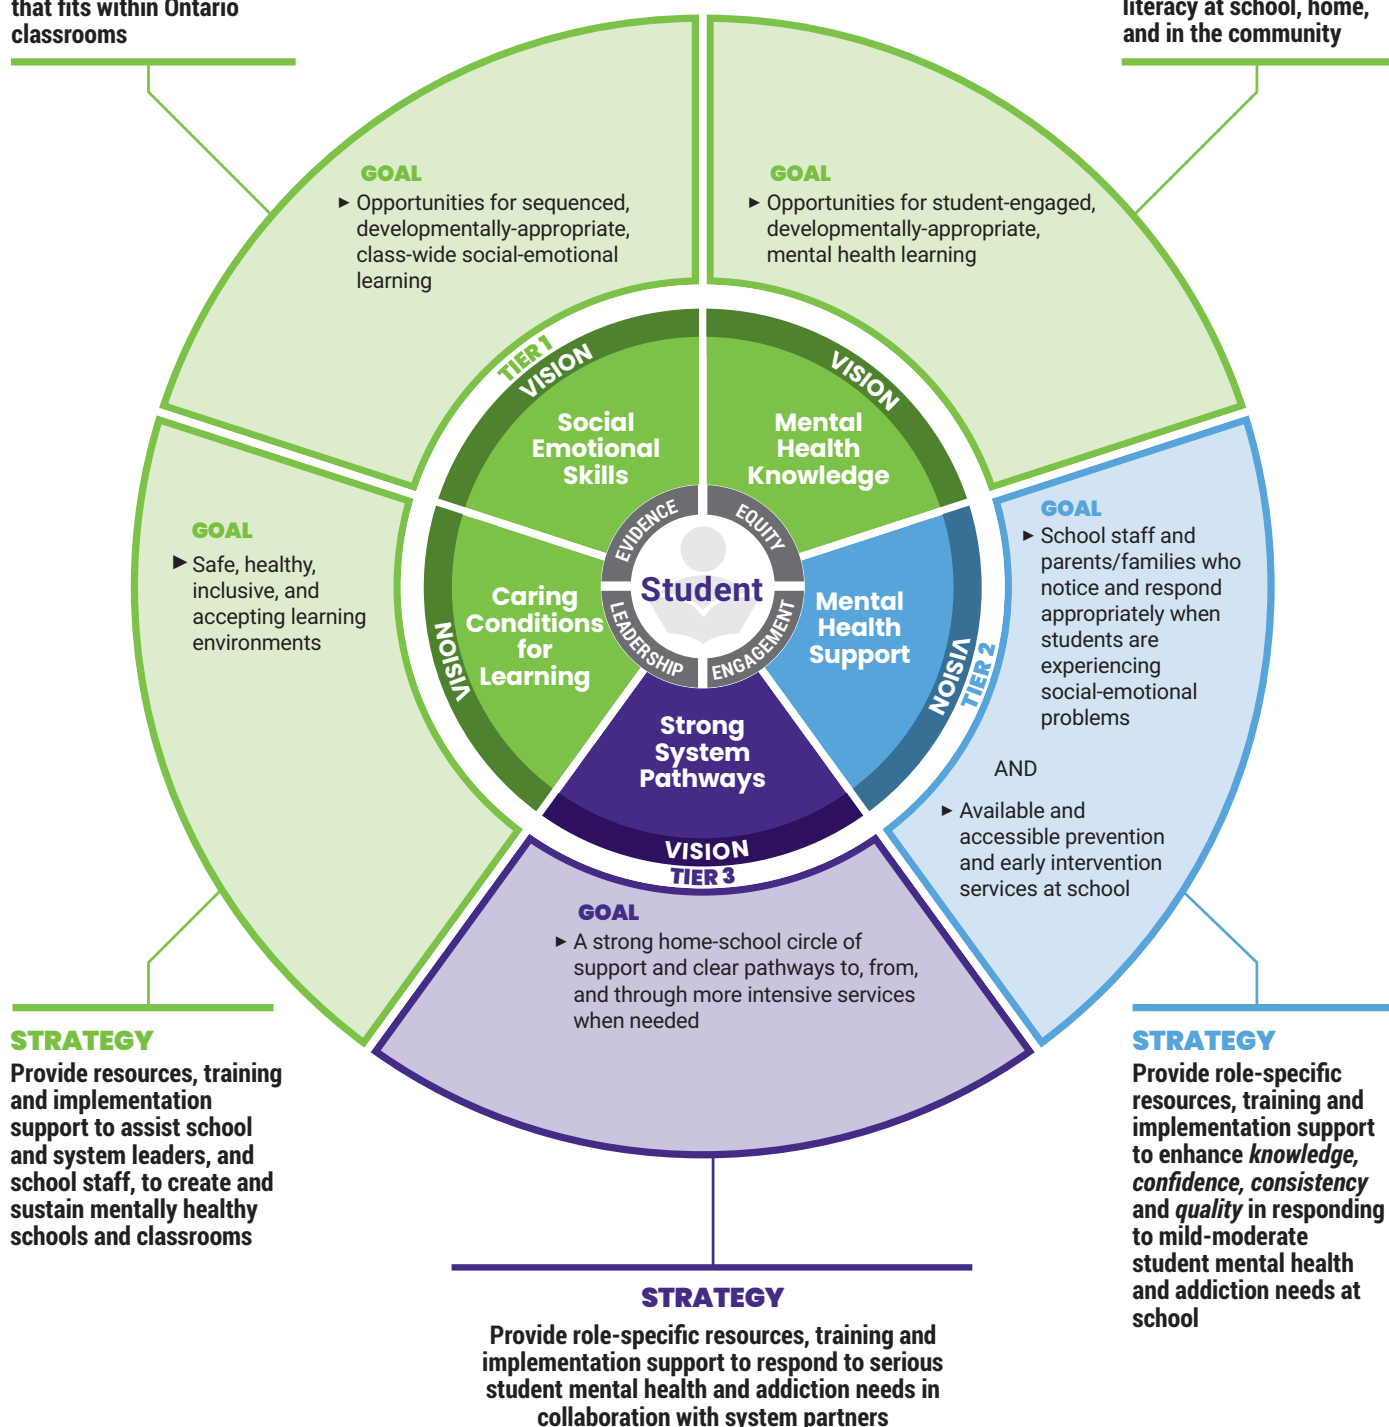 that fits within Ontario
classrooms
literacy at school, home,
and in the community
GOAL
► Opportunities for sequenced,
developmentally-appropriate,
class-wide social-emotional
learning
GOAL
► Opportunities for student-engaged,
developmentally-appropriate,
mental health learning
TIER 1
VISION
VISION
Social
Emotional
Skills
Mental
Health
Knowledge
GOAL
► Safe, healthy,
inclusive, and
accepting learning
environments
VISION
Caring
Conditions
for
Learning
EVIDENCE
EQUITY
Student
LEADERSHIP
ENGAGEMENT
Mental
Health
Support
VISION
TIER 2
GOAL
► School staff and
parents/families who
notice and respond
appropriately when
students are
experiencing
social-emotional
problems
AND
► Available and
accessible prevention
and early intervention
services at school
Strong
System
Pathways
VISION
TIER 3
GOAL
► A strong home-school circle of
support and clear pathways to, from,
and through more intensive services
when needed
STRATEGY
Provide resources, training
and implementation
support to assist school
and system leaders, and
school staff, to create and
sustain mentally healthy
schools and classrooms
STRATEGY
Provide role-specific
resources, training and
implementation support
to enhance knowledge,
confidence, consistency
and quality in responding
to mild-moderate
student mental health
and addiction needs at
school
STRATEGY
Provide role-specific resources, training and
implementation support to respond to serious
student mental health and addiction needs in
collaboration with system partners